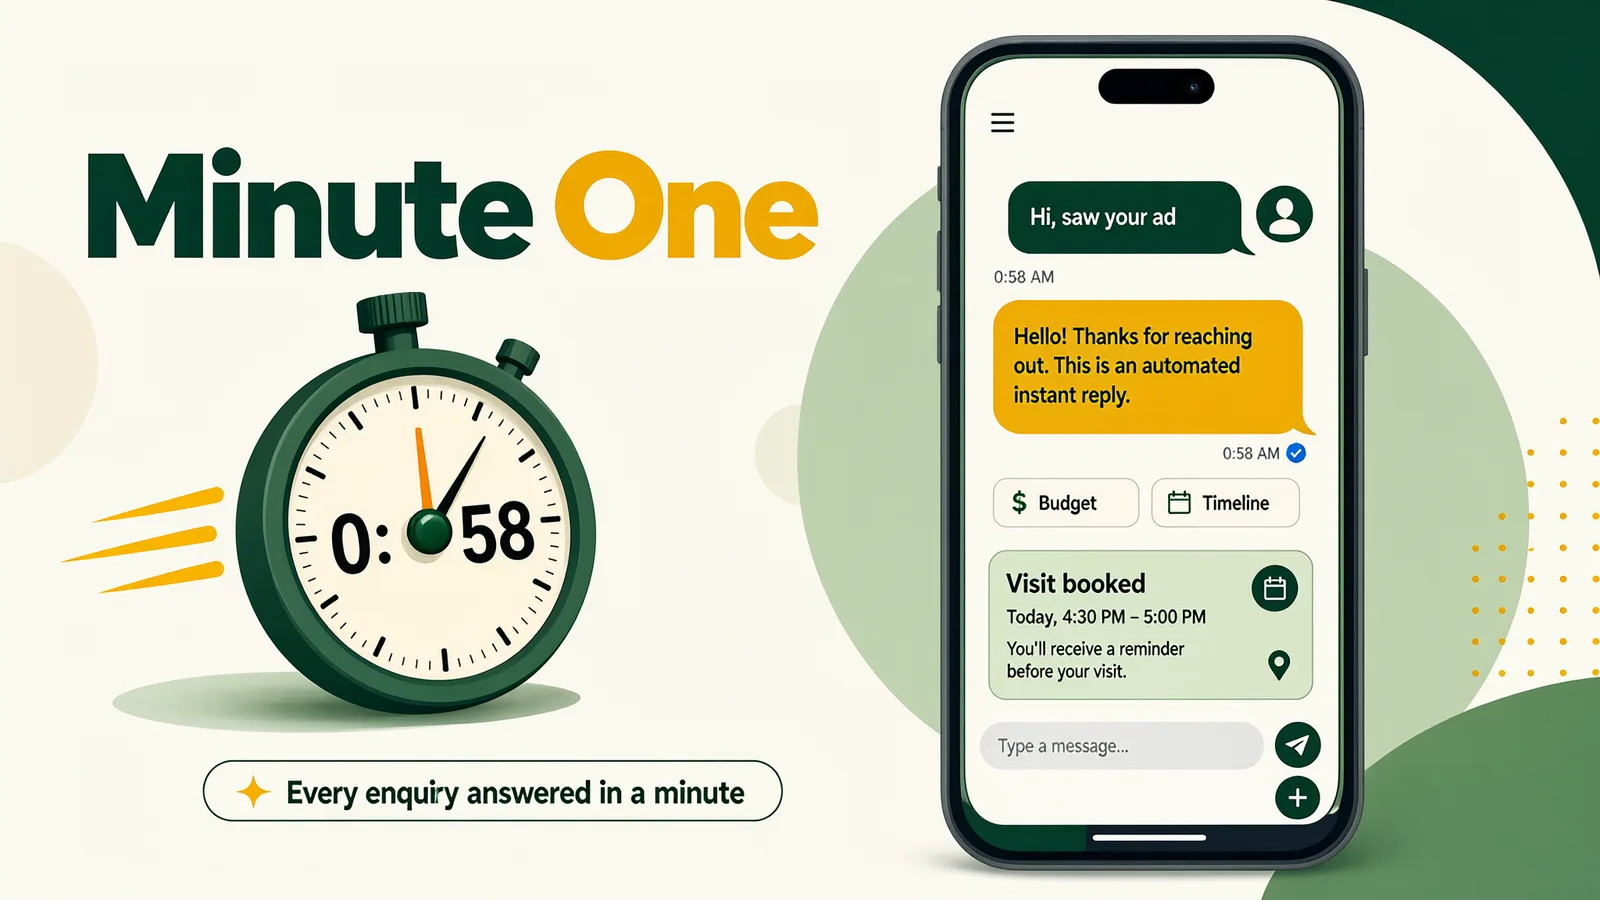 Minute One
0: 58
Every enquiry answered in a minute
Hi, saw your ad
0:58 AM
Hello! Thanks for reaching
out. This is an automated
instant reply.
0:58 AM
$ Budget
Timeline
Visit booked
Today, 4:30 PM – 5:00 PM
You'll receive a reminder
before your visit.
Type a message...